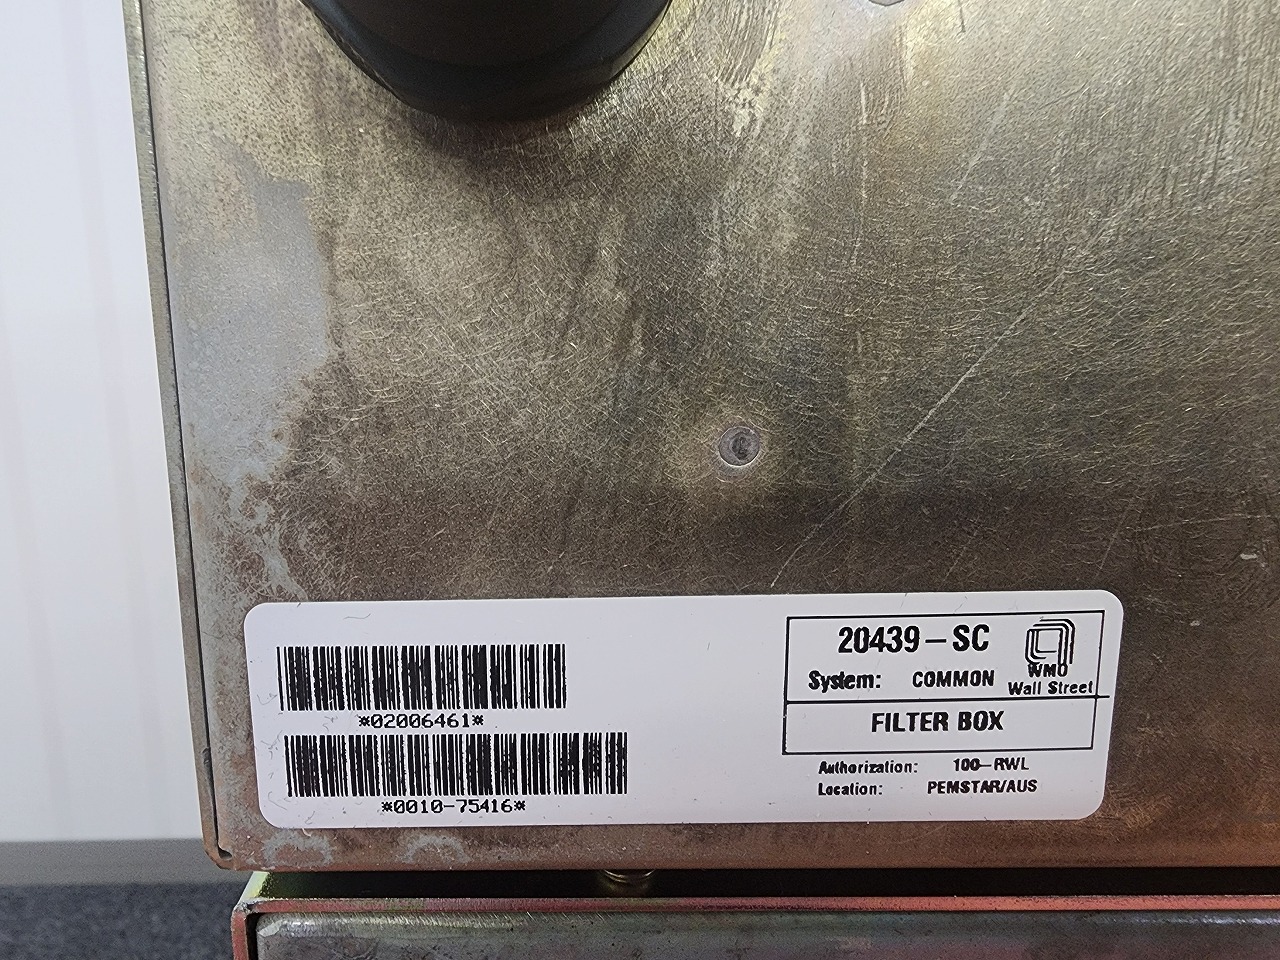 *02006461*
*0010-75416*
20439-SC
WMO
System: COMMON
Wall Street
FILTER BOX
Authorization: 100-RWL
Location: PEMSTAR/AUS